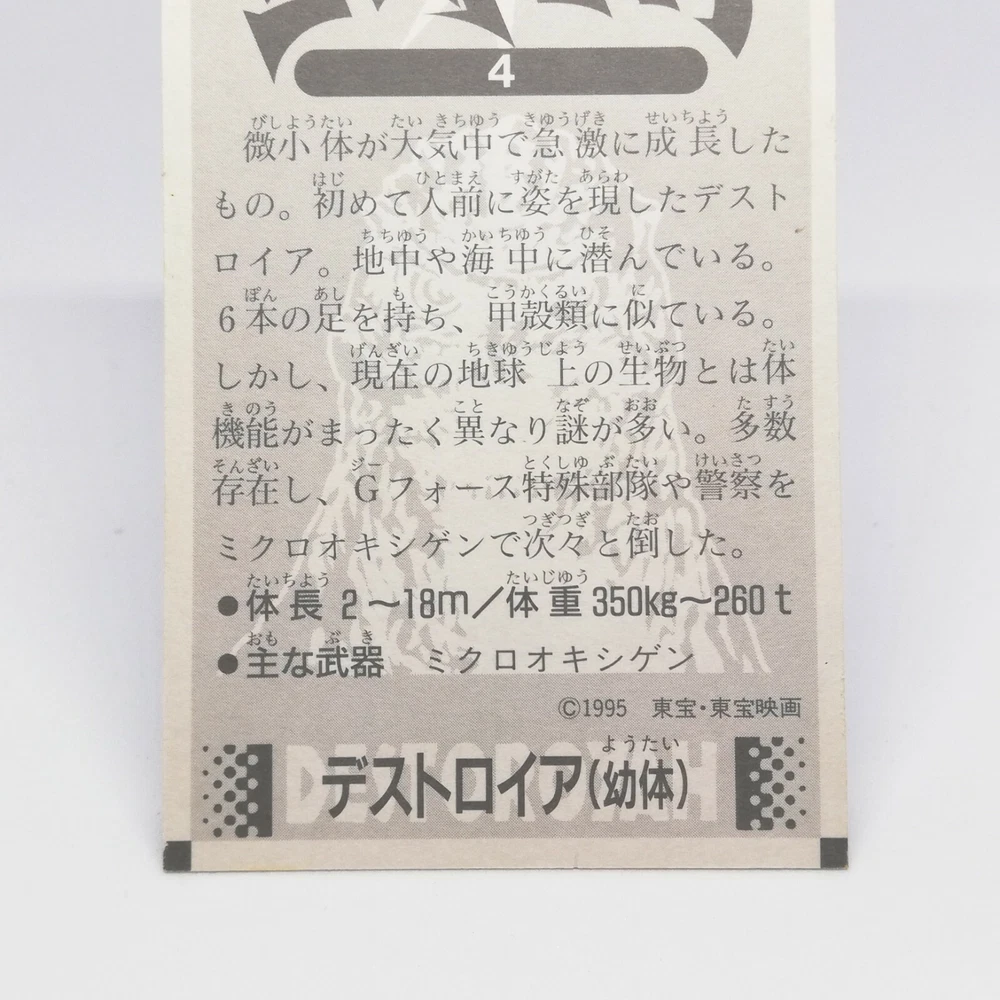 4
微小体が大気中で急激に成長した
もの。初めて人前に姿を現したデスト
ロイア。地中や海中に潜んでいる。
6本の足を持ち、甲殻類に似ている。
しかし、現在の地球上の生物とは体
機能がまったく異なり謎が多い。多数
存在し、Gフォース特殊部隊や警察を
ミクロオキシゲンで次々と倒した。
●体長2〜18m／体重350kg〜260t
●主な武器 ミクロオキシゲン
©1995 東宝・東宝映画
DESTOROYAH
デストロイア(幼体)